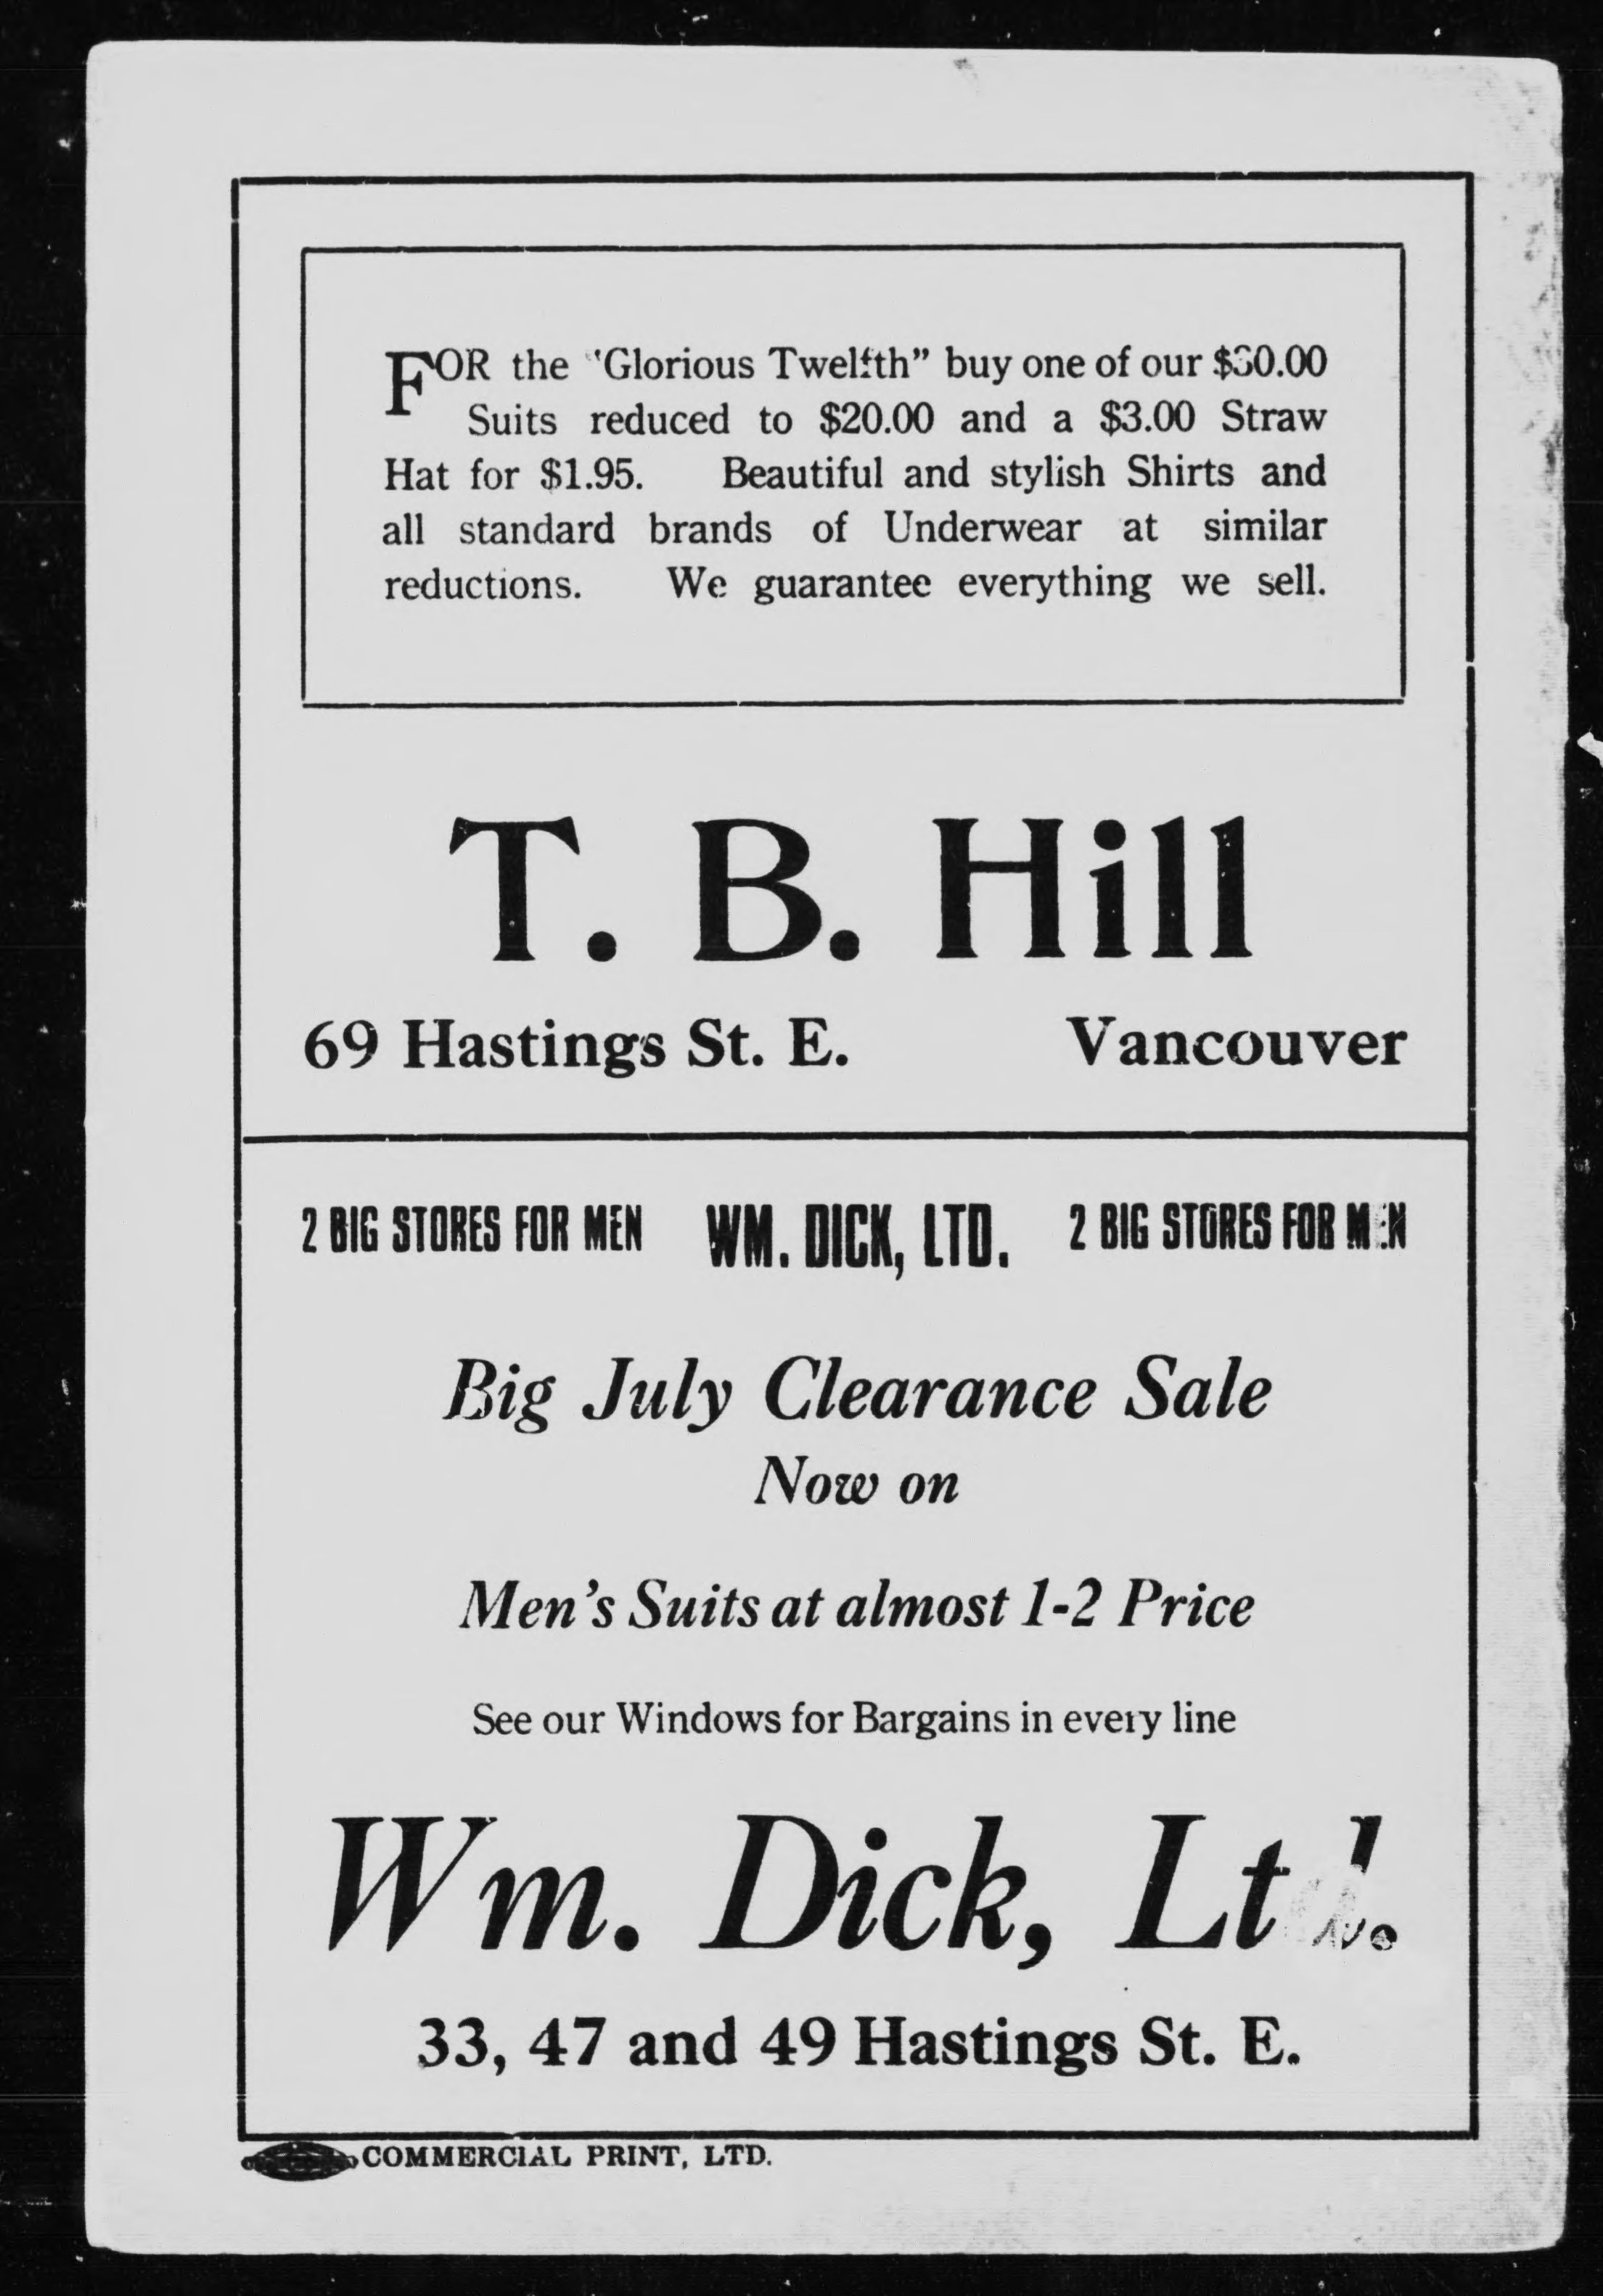 FOR the "Glorious Twelfth" buy one of our $30.00
Suits reduced to $20.00 and a $3.00 Straw
Hat for $1.95. Beautiful and stylish Shirts and
all standard brands of Underwear at similar
reductions. We guarantee everything we sell.
T. B. Hill
69 Hastings St. E. Vancouver
2 BIG STORES FOR MEN WM. DICK, LTD. 2 BIG STORES FOR MEN
Big July Clearance Sale
Now on
Men's Suits at almost 1-2 Price
See our Windows for Bargains in every line
Wm. Dick, Ltd.
33, 47 and 49 Hastings St. E.
COMMERCIAL PRINT, LTD.